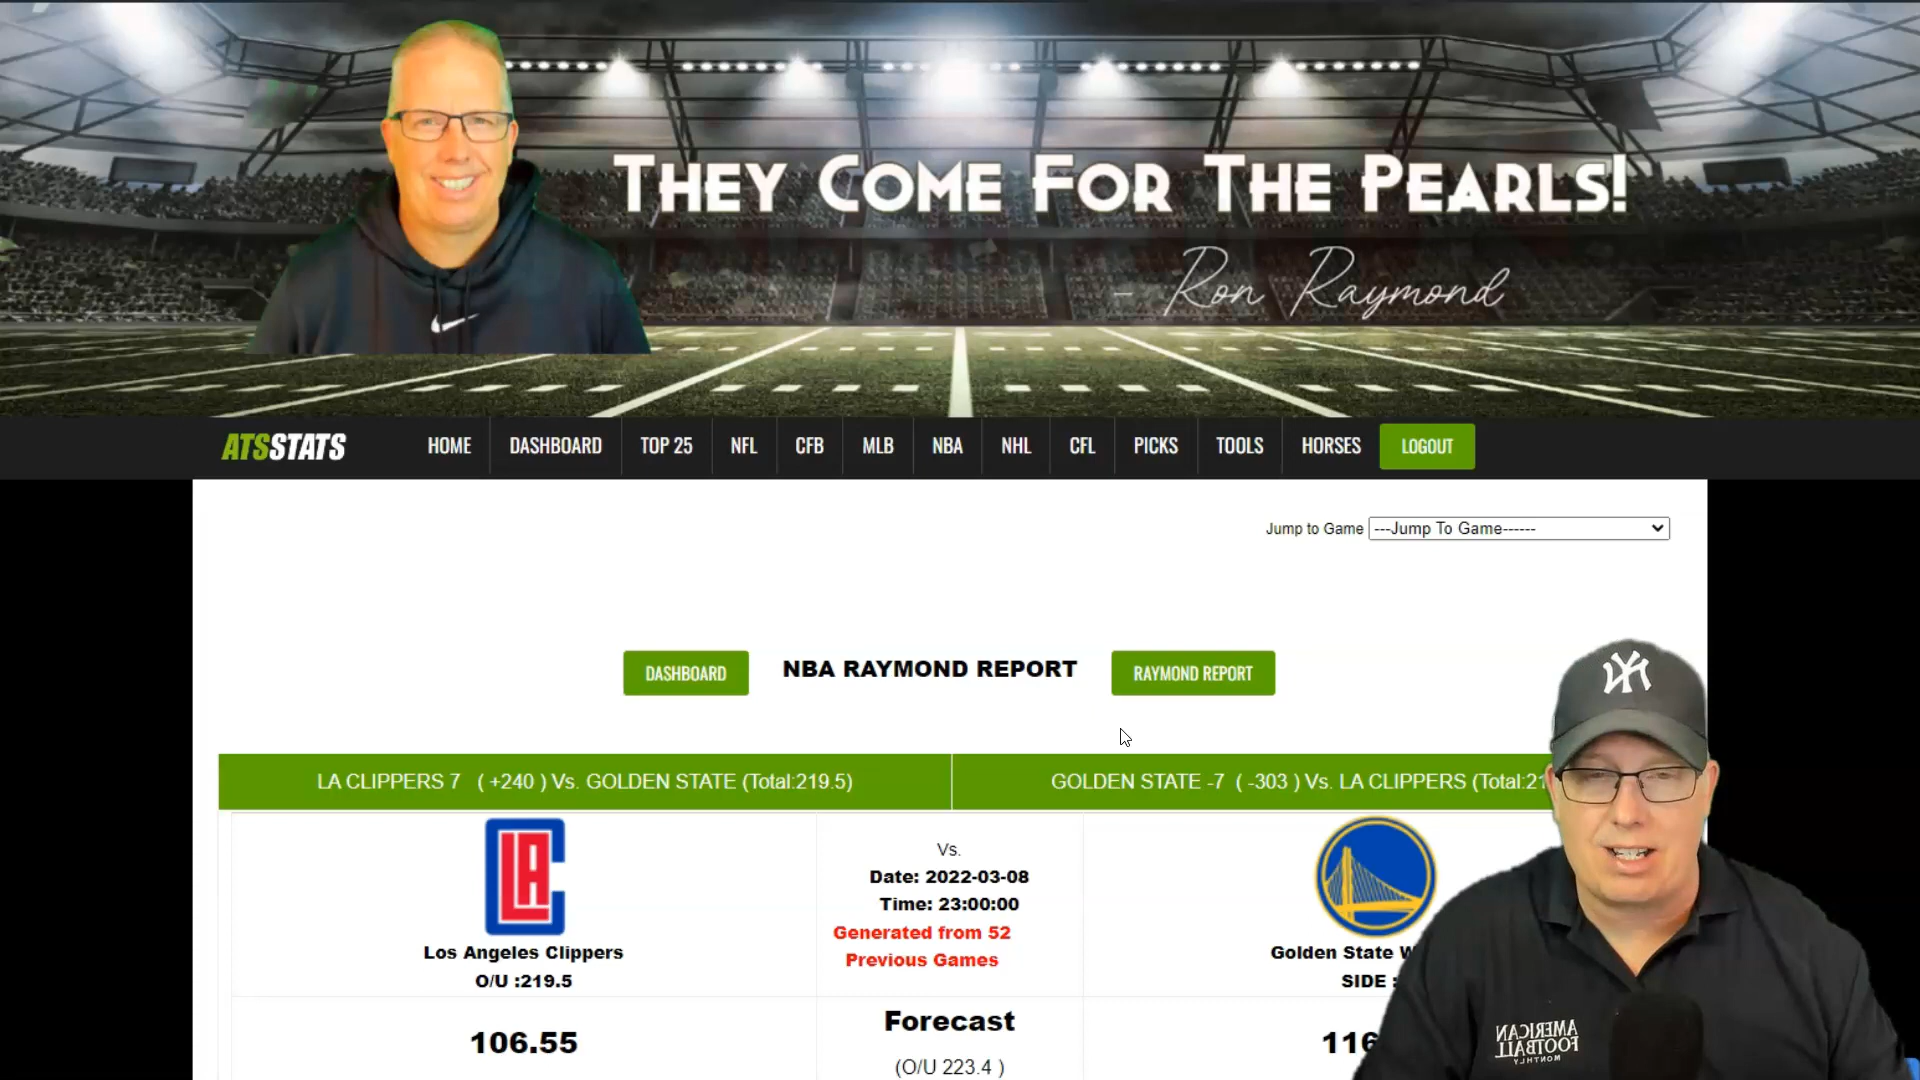 THEY COME FOR THE PEARLS!
- Ron Raymond
ATSSTATS
HOME
DASHBOARD
TOP 25
NFL
CFB
MLB
NBA
NHL
CFL
PICKS
TOOLS
HORSES
LOGOUT
Jump to Game
---Jump To Game------
DASHBOARD
NBA RAYMOND REPORT
RAYMOND REPORT
LA CLIPPERS 7 ( +240 ) Vs. GOLDEN STATE (Total:219.5)
GOLDEN STATE -7 ( -303 ) Vs. LA CLIPPERS (Total:21
Los Angeles Clippers
O/U :219.5
Vs.
Date: 2022-03-08
Time: 23:00:00
Generated from 52
Previous Games
Golden State
SIDE :
106.55
Forecast
(O/U 223.4 )
116
NY
AMERICAN
FOOTBALL
MONTHLY